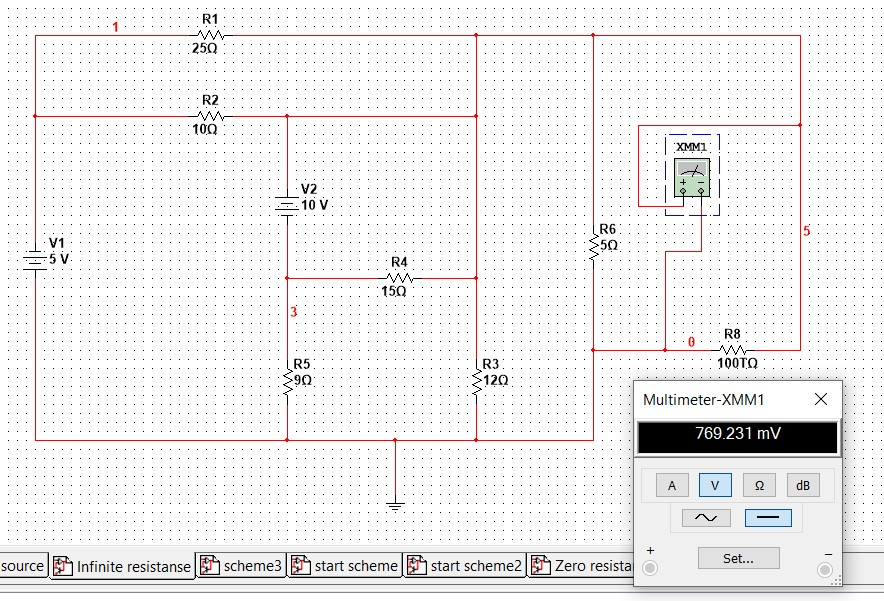 1
R1
25Ω
R2
10Ω
XMM1
V2
10 V
R6
5Ω
5
V1
5 V
R4
15Ω
3
0
R8
100TΩ
R5
9Ω
R3
12Ω
Multimeter-XMM1
769.231 mV
A V Ω dB
+ −
Set...
source Infinite resistanse scheme3 start scheme start scheme2 Zero resista